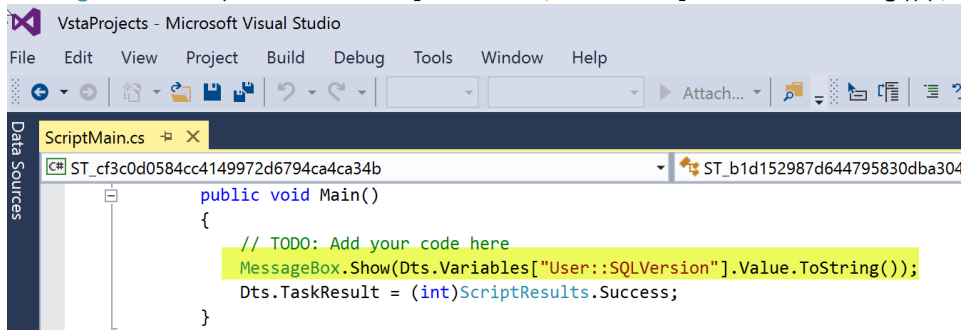 VstaProjects - Microsoft Visual Studio
File Edit View Project Build Debug Tools Window Help
Attach...
Data Sources
ScriptMain.cs
C# ST_cf3c0d0584cc4149972d6794ca4ca34b ST_b1d152987d644795830dba304
public void Main()
{
// TODO: Add your code here
MessageBox.Show(Dts.Variables["User::SQLVersion"].Value.ToString());
Dts.TaskResult = (int)ScriptResults.Success;
}